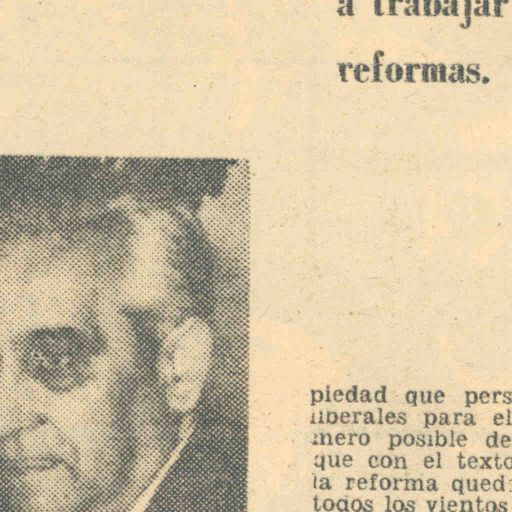 a trabajar
reformas.
piedad que pers
liberales para el
mero posible de
que con el texto
la reforma qued
todos los vientos